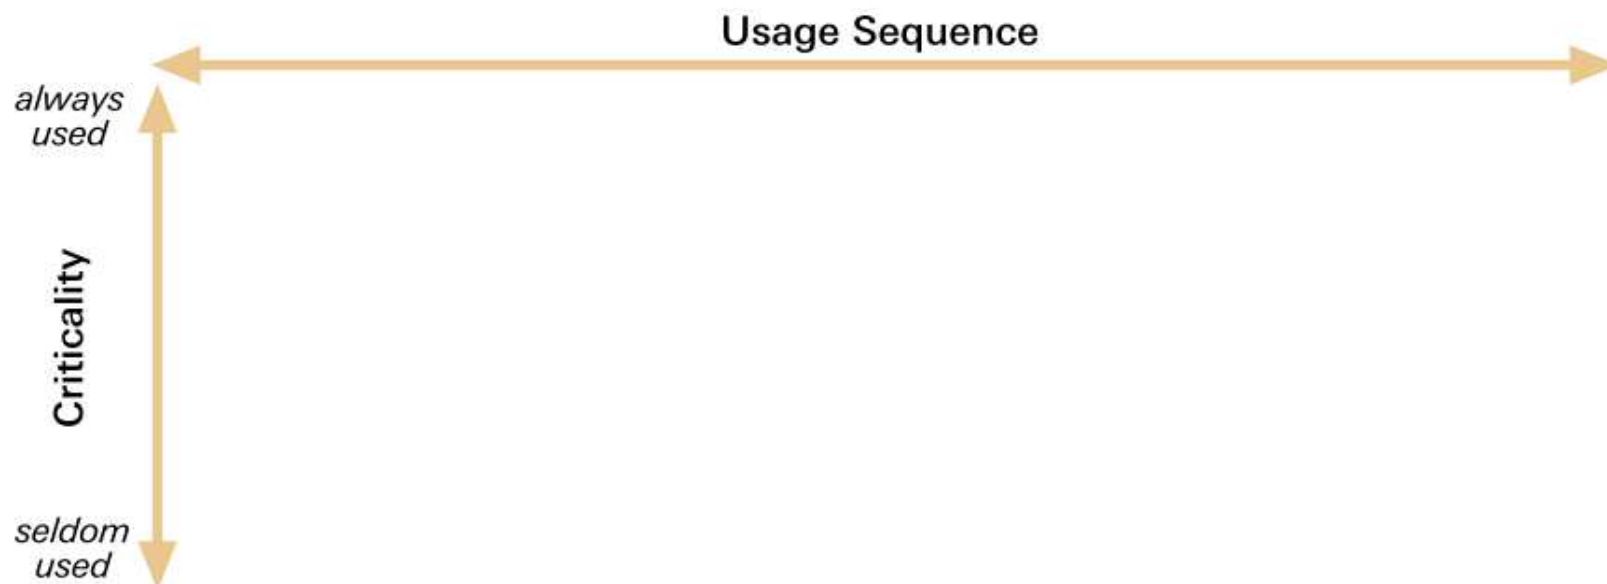 Usage Sequence
always
used
Criticality
seldom
used